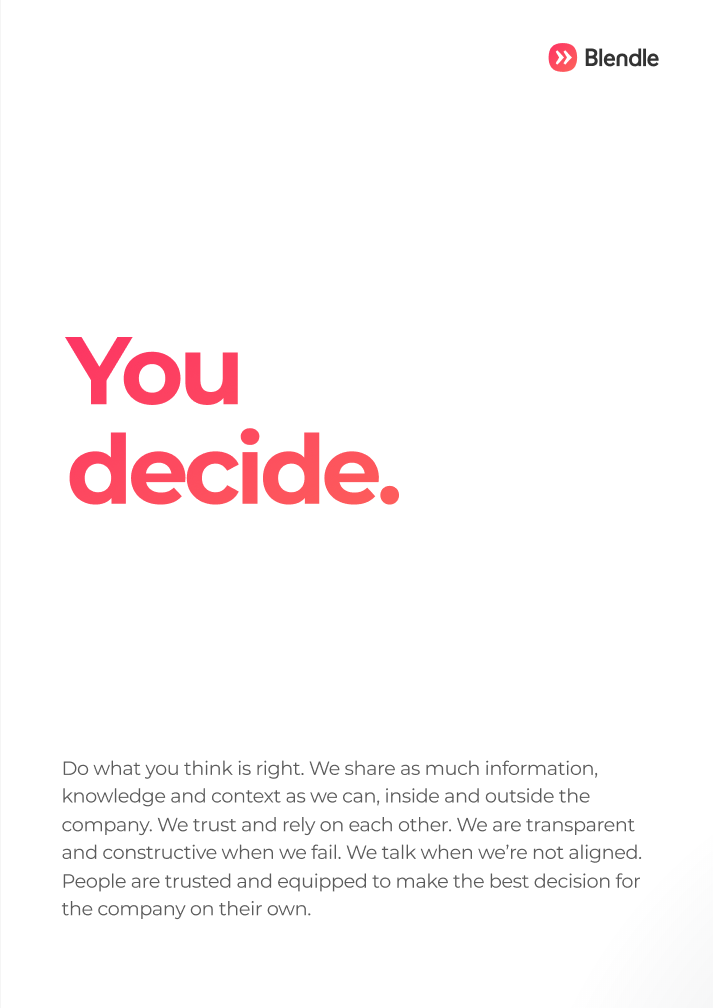 Blendle
You
decide.
Do what you think is right. We share as much information,
knowledge and context as we can, inside and outside the
company. We trust and rely on each other. We are transparent
and constructive when we fail. We talk when we’re not aligned.
People are trusted and equipped to make the best decision for
the company on their own.